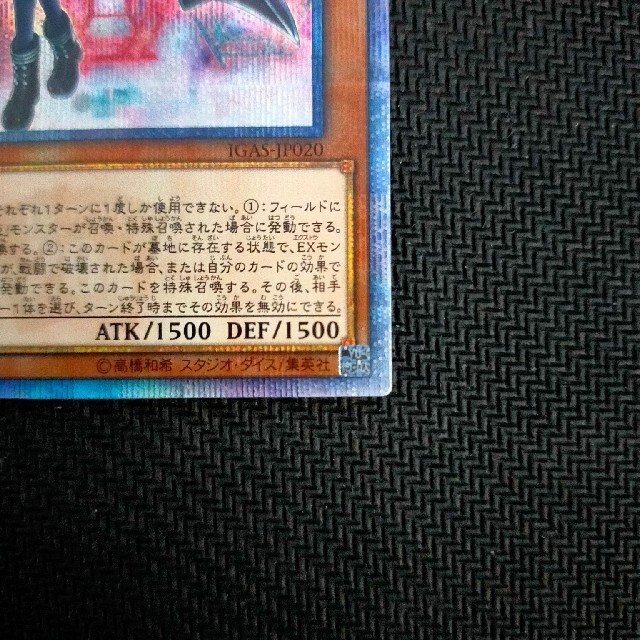 IGAS-JP020
それぞれ1ターンに1度しか使用できない。①:フィールドに
モンスターが召喚・特殊召喚された場合に発動できる。
する。②:このカードが墓地に存在する状態で、EXモン
が、戦闘で破壊された場合、または自分のカードの効果で
発動できる。このカードを特殊召喚する。その後、相手
1体を選び、ターン終了時までその効果を無効にできる。
ATK/1500 DEF/1500
©高橋和希 スタジオ・ダイス/集英社